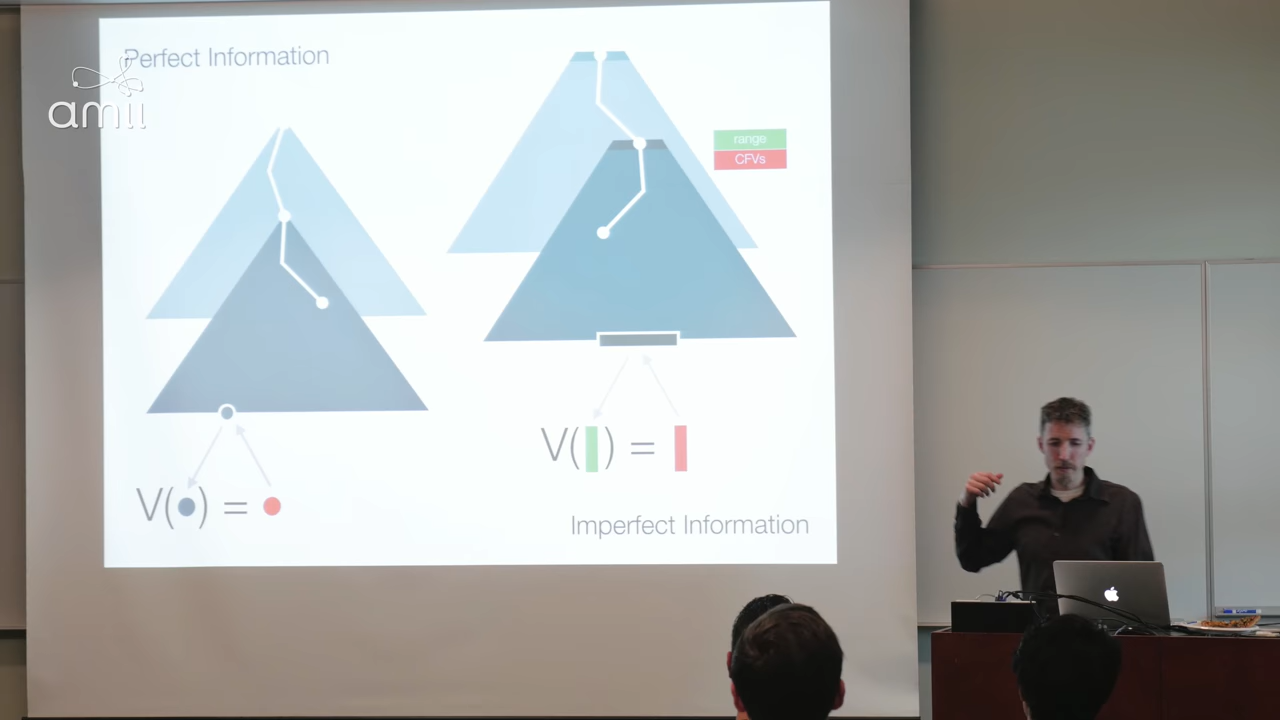 Perfect Information
amii
range
CFVs
V( ) =
V( ) =
Imperfect Information